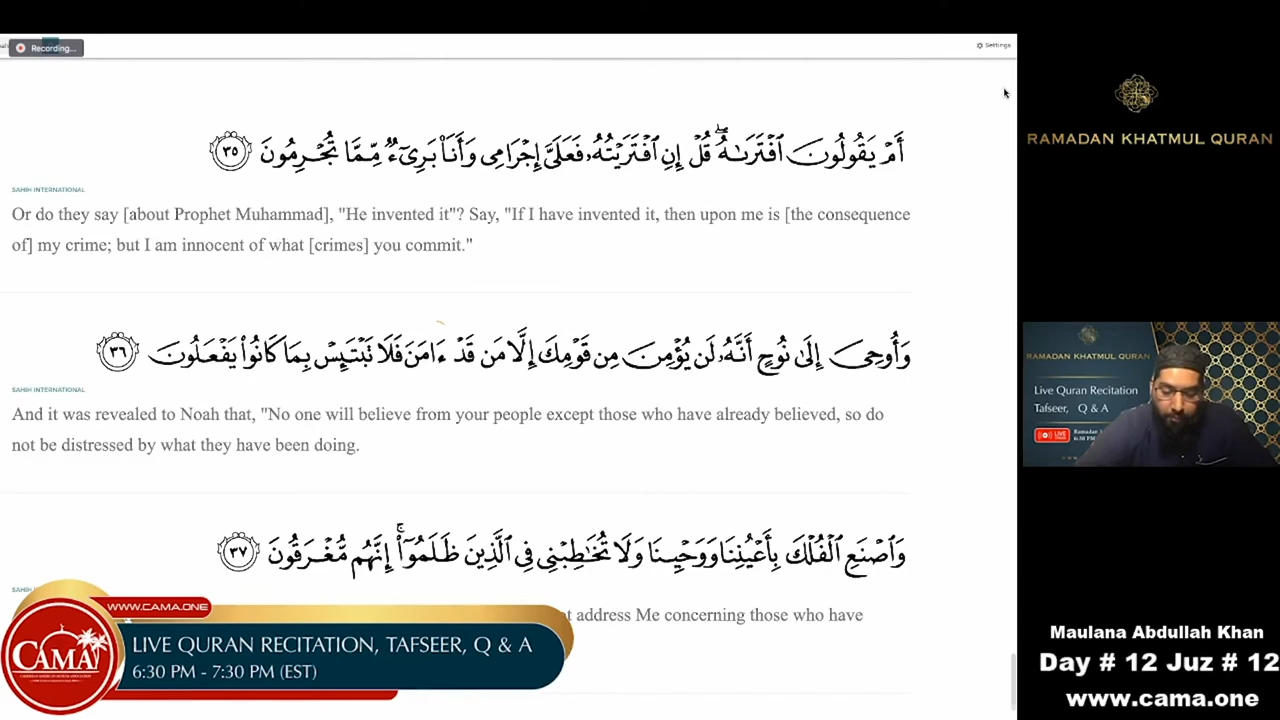 Recording...
Settings
أَمْ يَقُولُونَ ٱفْتَرَىٰهُ ۖ قُلْ إِنِ ٱفْتَرَيْتُهُۥ فَعَلَىَّ إِجْرَامِى وَأَنَا۠ بَرِىٓءٌ مِّمَّا تُجْرِمُونَ ٣٥
SAHIH INTERNATIONAL
Or do they say [about Prophet Muhammad], "He invented it"? Say, "If I have invented it, then upon me is [the consequence
of] my crime; but I am innocent of what [crimes] you commit."
وَأُوحِىَ إِلَىٰ نُوحٍ أَنَّهُۥ لَن يُؤْمِنَ مِن قَوْمِكَ إِلَّا مَن قَدْ ءَامَنَ فَلَا تَبْتَئِسْ بِمَا كَانُوا۟ يَفْعَلُونَ ٣٦
SAHIH INTERNATIONAL
And it was revealed to Noah that, "No one will believe from your people except those who have already believed, so do
not be distressed by what they have been doing.
وَٱصْنَعِ ٱلْفُلْكَ بِأَعْيُنِنَا وَوَحْيِنَا وَلَا تُخَٰطِبْنِى فِى ٱلَّذِينَ ظَلَمُوٓا۟ ۚ إِنَّهُم مُّغْرَقُونَ ٣٧
address Me concerning those who have
WWW.CAMA.ONE
CAMA
LIVE QURAN RECITATION, TAFSEER, Q & A
6:30 PM - 7:30 PM (EST)
RAMADAN KHATMUL QURAN
RAMADAN KHATMUL QURAN
Live Quran Recitation
Tafseer, Q & A
LIVE
Ramadan
6:30 PM
Maulana Abdullah Khan
Day # 12 Juz # 12
www.cama.one